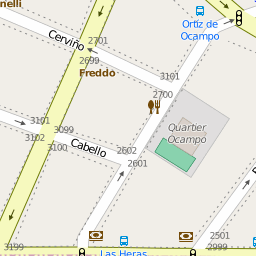 nelli
Ortiz de
Ocampo
Cerviño
2701
2699
Freddo
3101
2700
Quartier
Ocampo
3101
3102
3099
3100
Cabello
2602
2601
2501
2999
3199
Las Heras